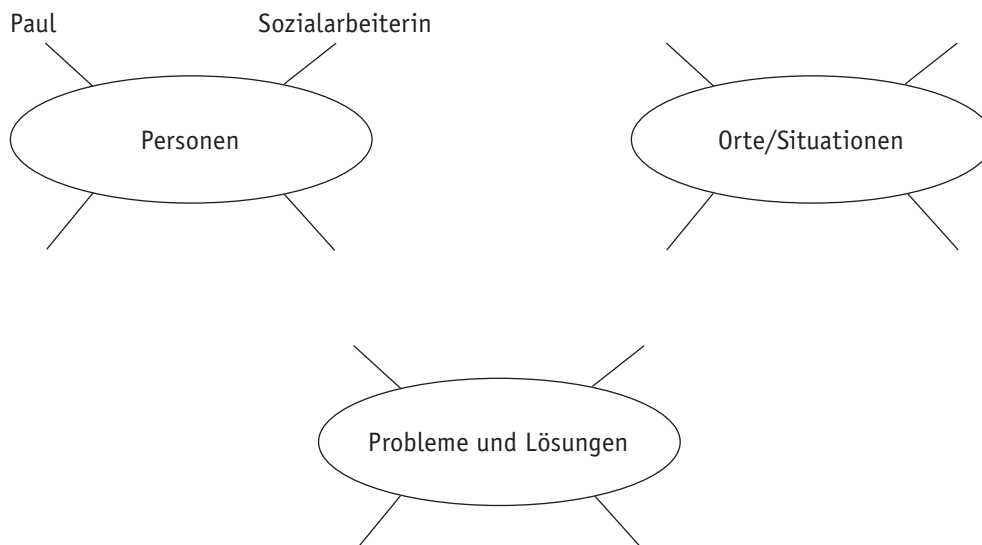 Paul
Sozialarbeiterin
Personen
Orte/Situationen
Probleme und Lösungen